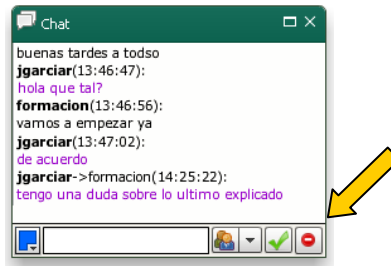 Chat
buenas tardes a todso
jgarciar(13:46:47):
hola que tal?
formacion(13:46:56):
vamos a empezar ya
jgarciar(13:47:02):
de acuerdo
jgarciar->formacion(14:25:22):
tengo una duda sobre lo ultimo explicado